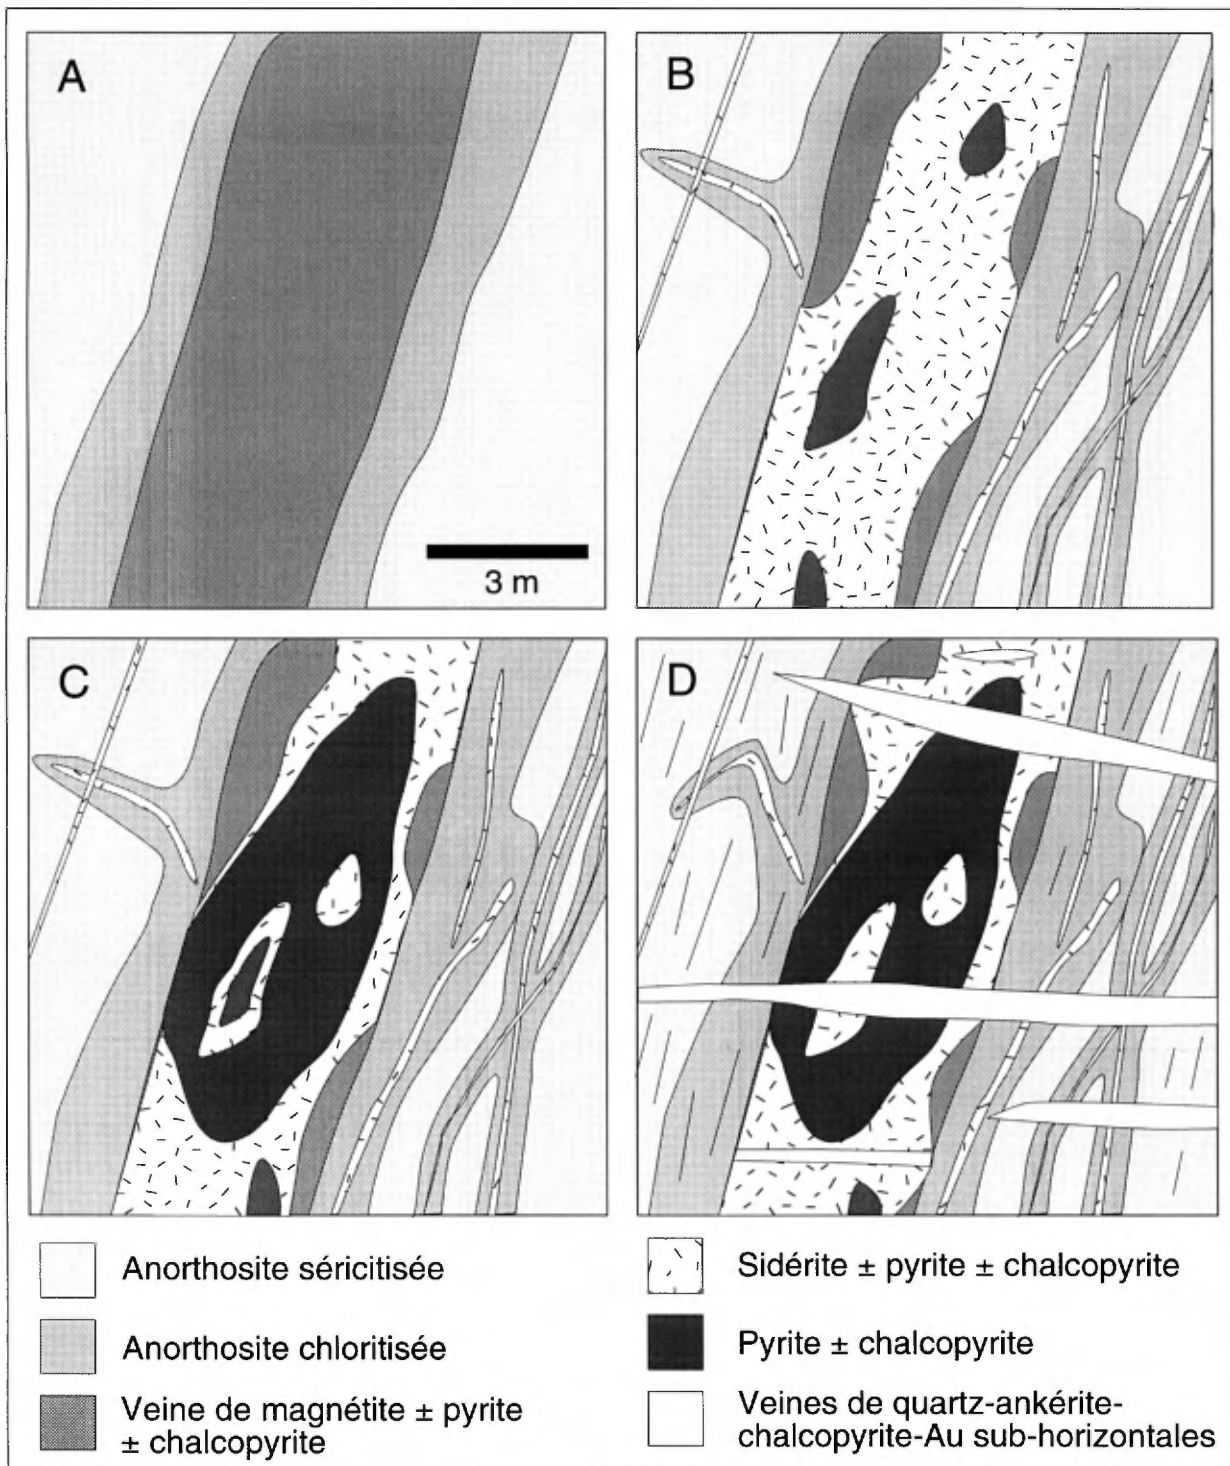 A
B
3 m
C
D
Anorthosite séricitisée
Anorthosite chloritisée
Veine de magnétite ± pyrite
± chalcopyrite
Sidérite ± pyrite ± chalcopyrite
Pyrite ± chalcopyrite
Veines de quartz-ankérite-
chalcopyrite-Au sub-horizontales